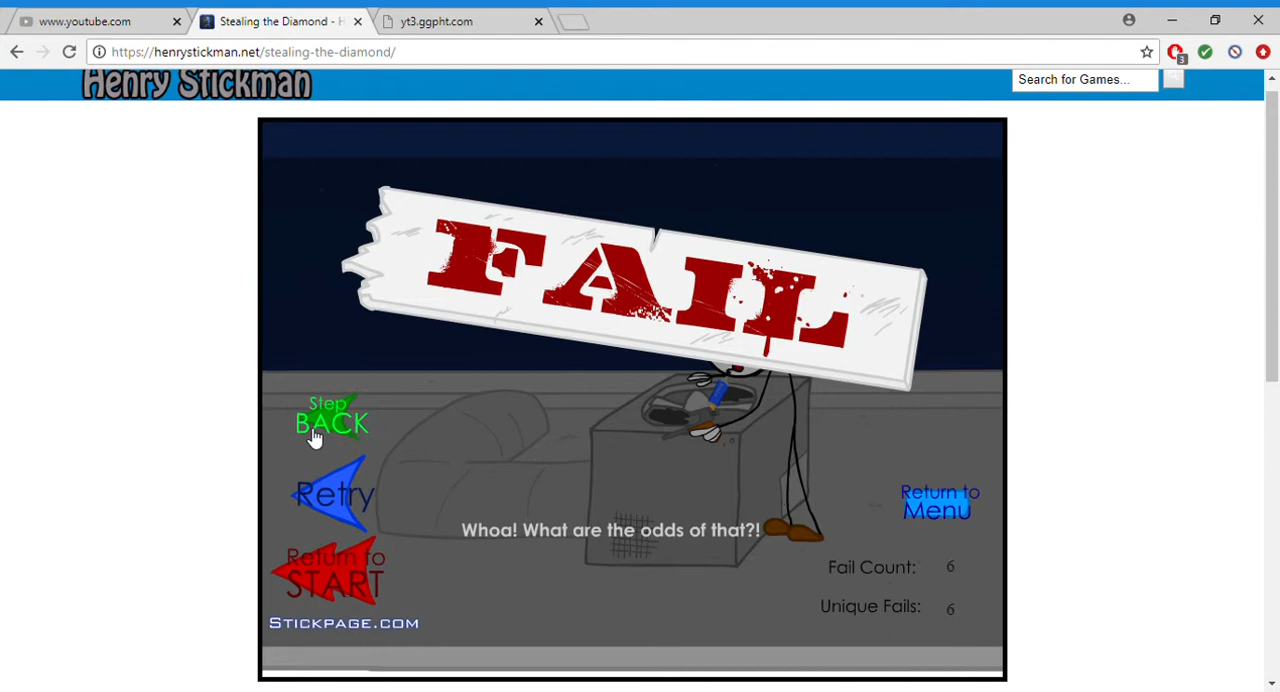 www.youtube.com
Stealing the Diamond - H
yt3.ggpht.com
https://henrystickman.net/stealing-the-diamond/
3
Henry Stickman
Search for Games...
FAIL
Step
BACK
Retry
Return to
START
Whoa! What are the odds of that?!
Return to
Menu
Fail Count: 6
Unique Fails: 6
STICKPAGE.COM